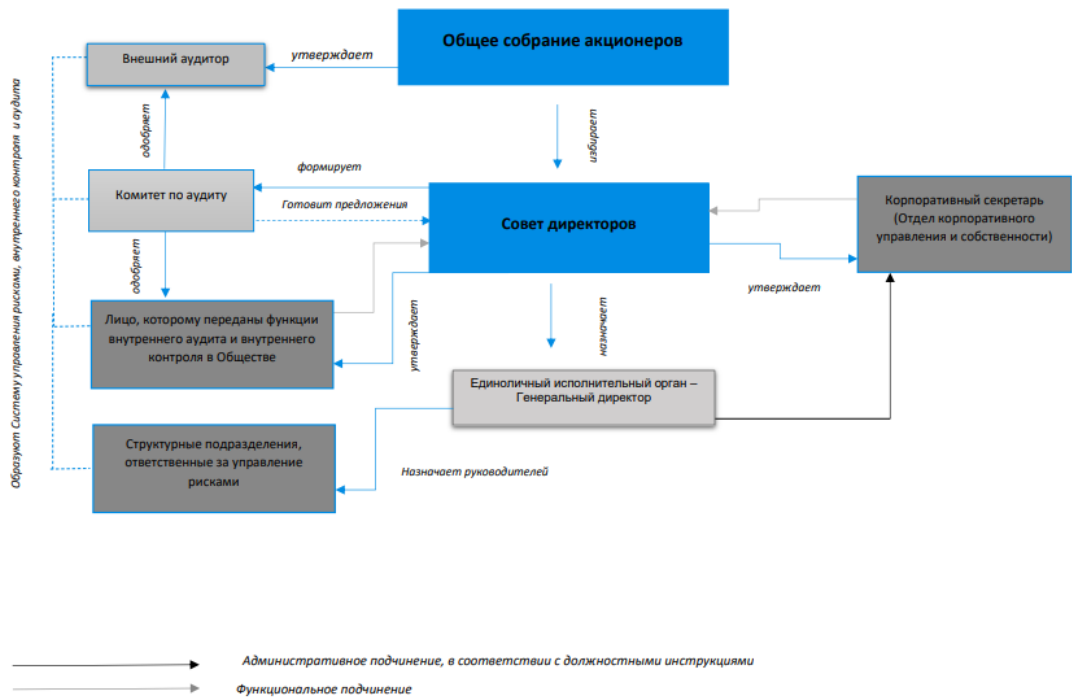 Общее собрание акционеров
Внешний аудитор
утверждает
одобряет
избирает
формирует
Комитет по аудиту
Готовит предложения
Совет директоров
Корпоративный секретарь
(Отдел корпоративного
управления и собственности)
утверждает
одобряет
Лицо, которому переданы функции
внутреннего аудита и внутреннего
контроля в Обществе
утверждает
назначает
Единоличный исполнительный орган –
Генеральный директор
Структурные подразделения,
ответственные за управление
рисками
Назначает руководителей
Образуют Систему управления рисками, внутреннего контроля и аудита
Административное подчинение, в соответствии с должностными инструкциями
Функциональное подчинение